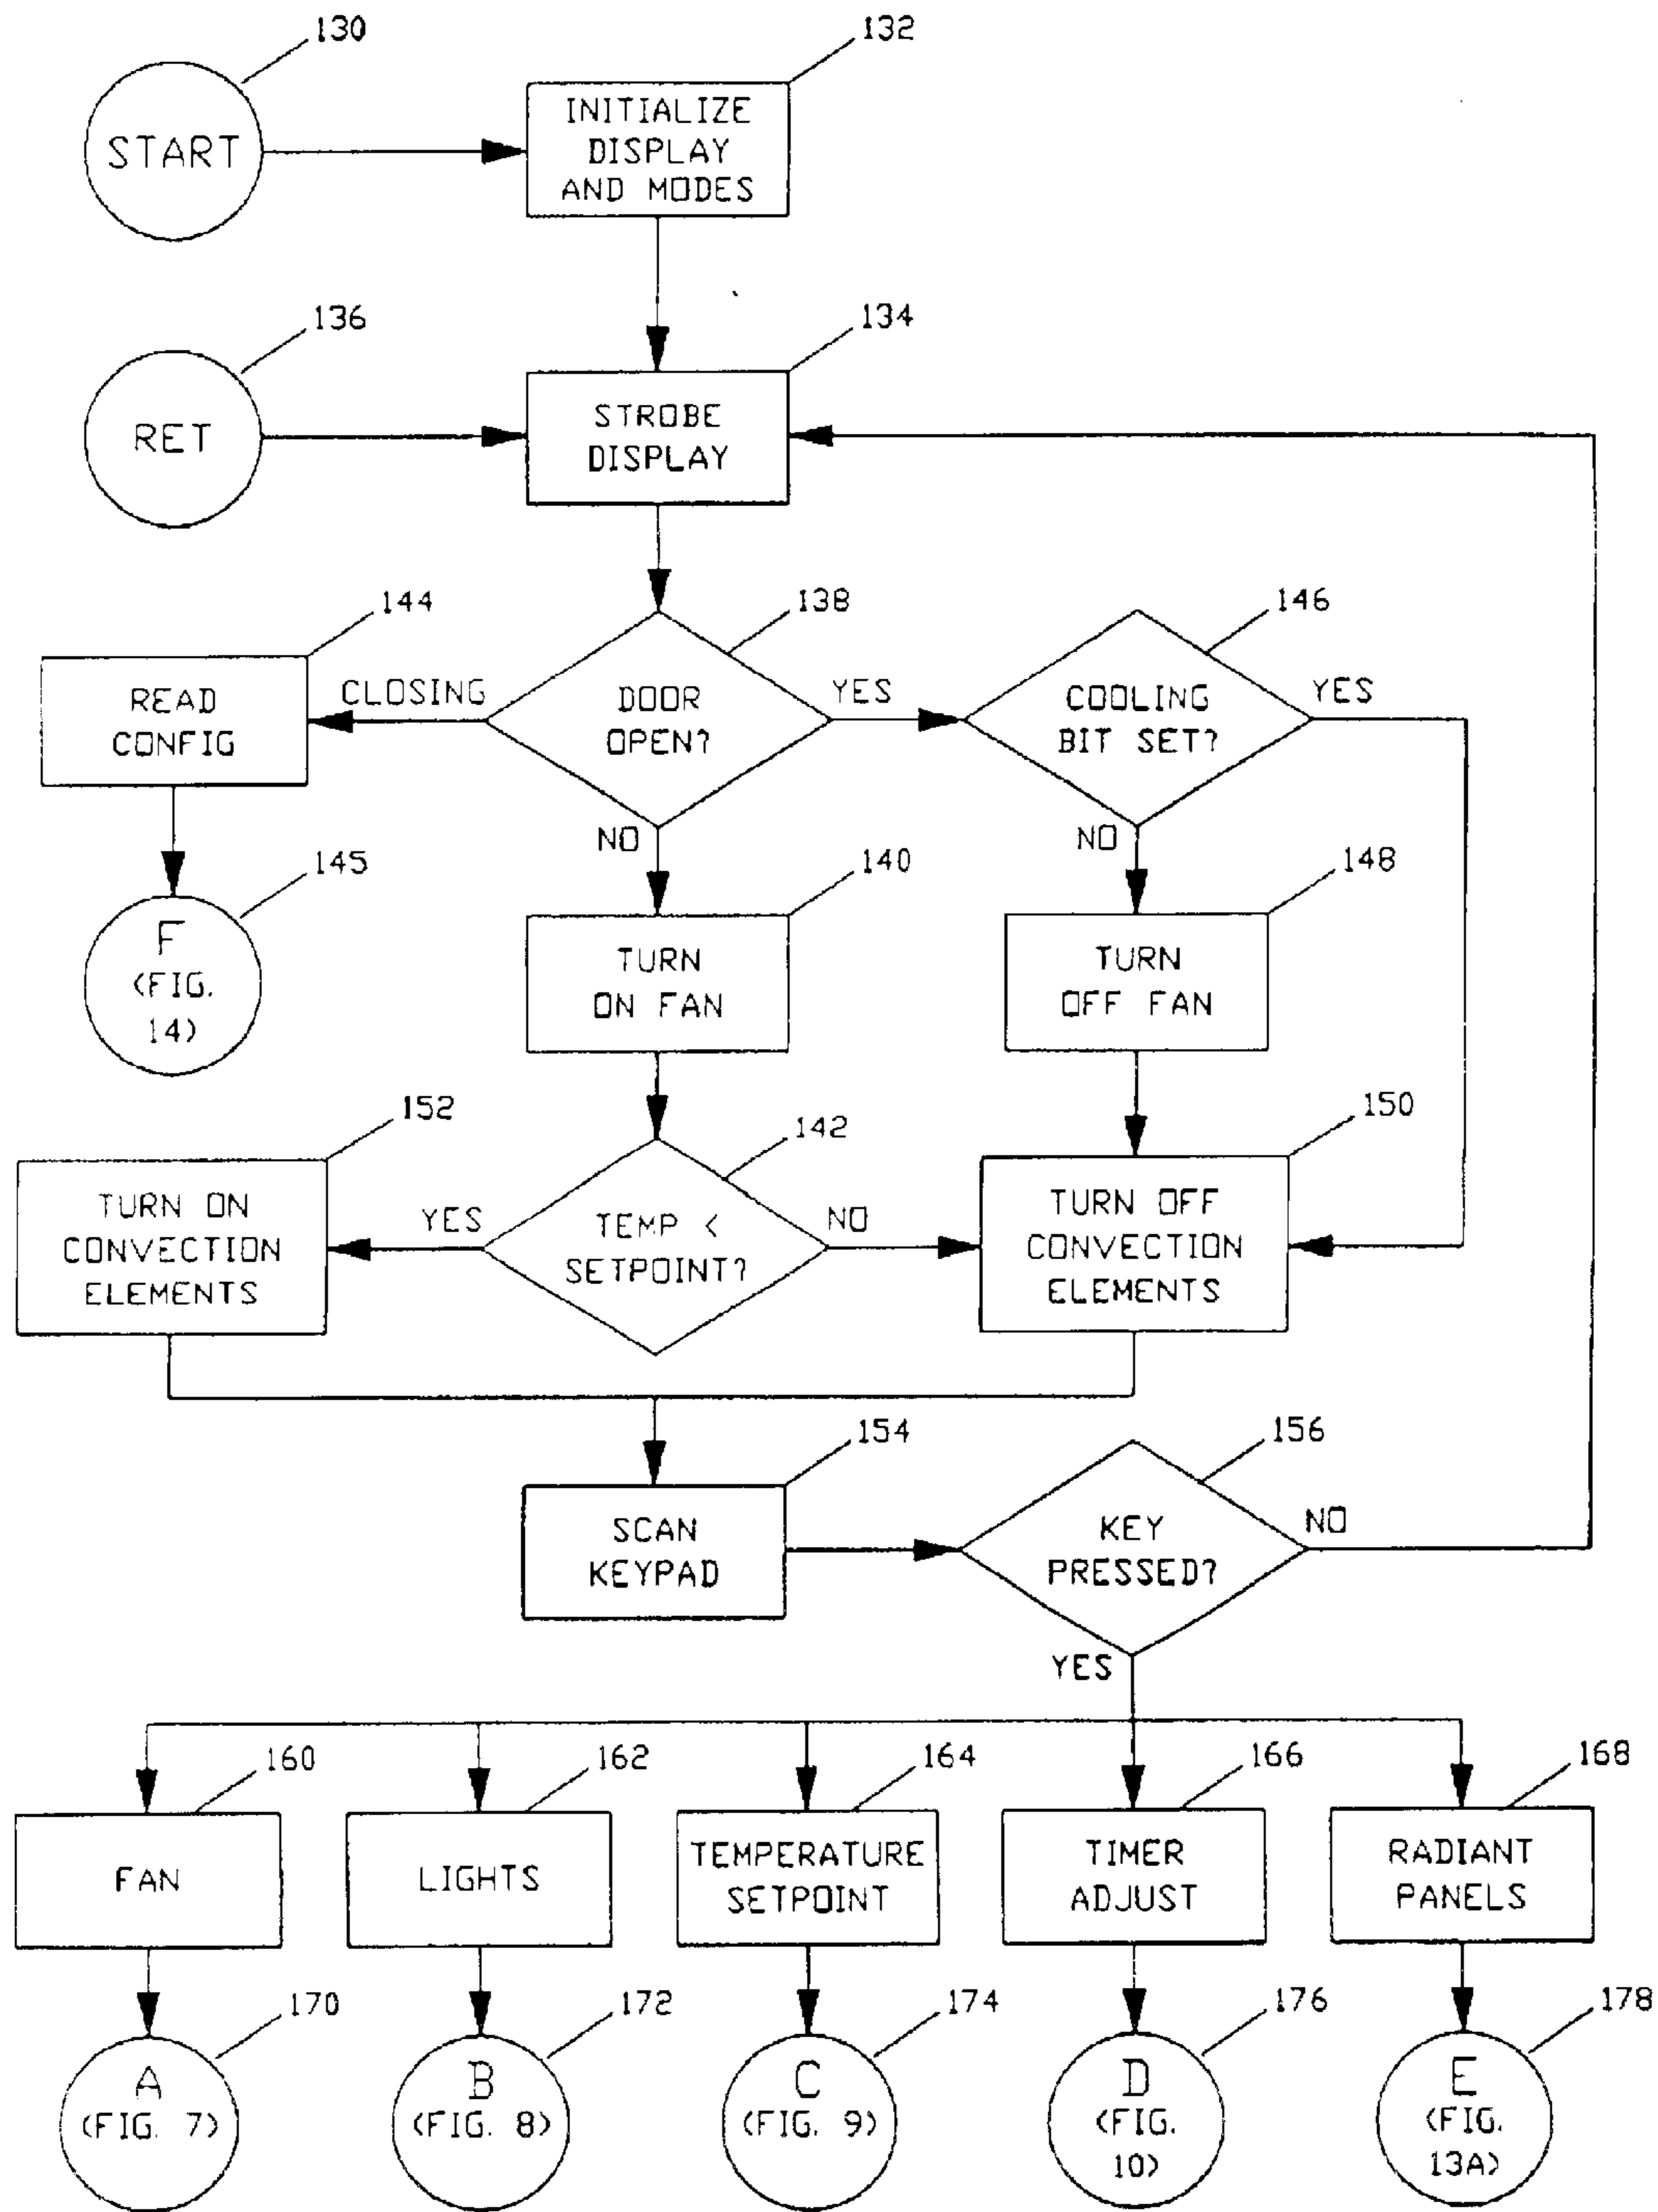 130
132
START
INITIALIZE
DISPLAY
AND MODES
136
134
RET
STROBE
DISPLAY
144
138
146
READ
CONFIG
CLOSING
DOOR
OPEN?
YES
COOLING
BIT SET?
YES
NO
NO
145
140
148
F
(FIG.
14)
TURN
ON FAN
TURN
OFF FAN
152
142
150
TURN ON
CONVECTION
ELEMENTS
YES
TEMP <
SETPOINT?
NO
TURN OFF
CONVECTION
ELEMENTS
154
156
SCAN
KEYPAD
KEY
PRESSED?
NO
YES
160
162
164
166
168
FAN
LIGHTS
TEMPERATURE
SETPOINT
TIMER
ADJUST
RADIANT
PANELS
170
172
174
176
178
A
(FIG. 7)
B
(FIG. 8)
C
(FIG. 9)
D
(FIG.
10)
E
(FIG.
13A)